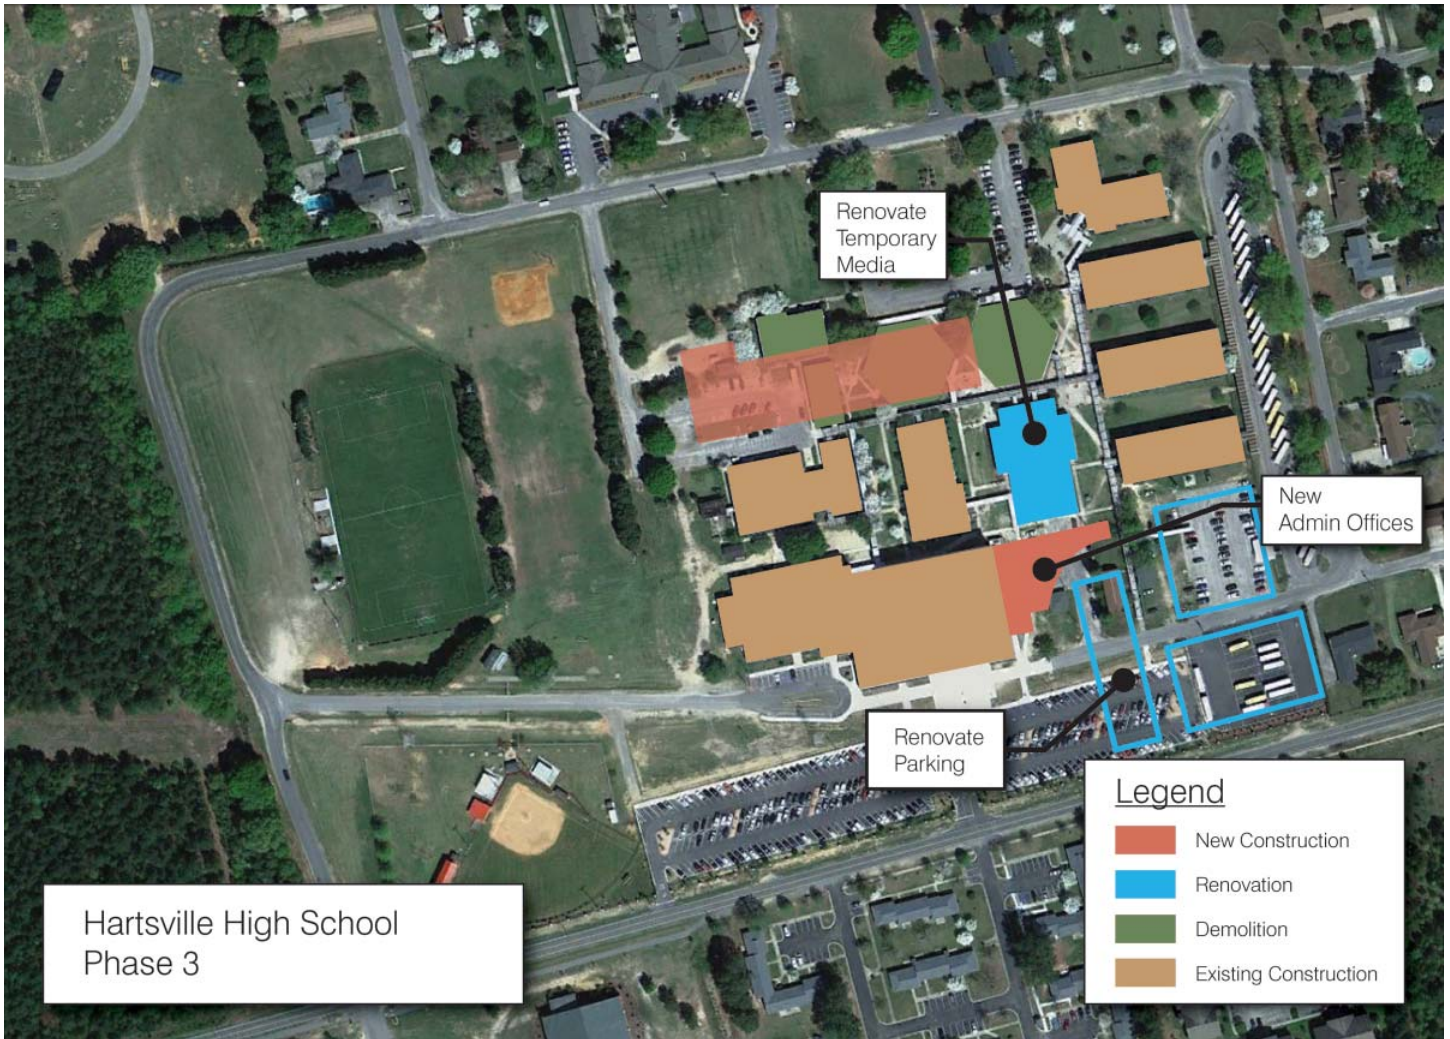 Renovate
Temporary
Media
New
Admin Offices
Renovate
Parking
Legend
New Construction
Renovation
Demolition
Existing Construction
Hartsville High School
Phase 3